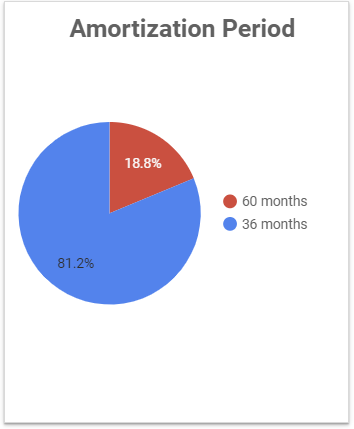 Amortization Period
18.8%
60 months
36 months
81.2%